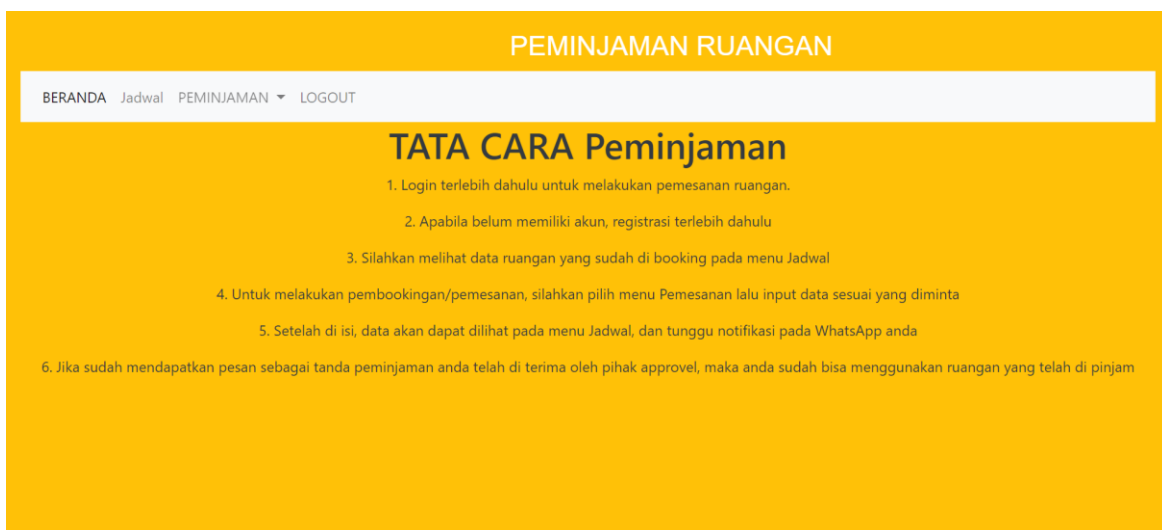 PEMINJAMAN RUANGAN
BERANDA Jadwal PEMINJAMAN LOGOUT
TATA CARA Peminjaman
1. Login terlebih dahulu untuk melakukan pemesanan ruangan.
2. Apabila belum memiliki akun, registrasi terlebih dahulu
3. Silahkan melihat data ruangan yang sudah di booking pada menu Jadwal
4. Untuk melakukan pembookingan/pemesanan, silahkan pilih menu Pemesanan lalu input data sesuai yang diminta
5. Setelah di isi, data akan dapat dilihat pada menu Jadwal, dan tunggu notifikasi pada WhatsApp anda
6. Jika sudah mendapatkan pesan sebagai tanda peminjaman anda telah di terima oleh pihak approvel, maka anda sudah bisa menggunakan ruangan yang telah di pinjam